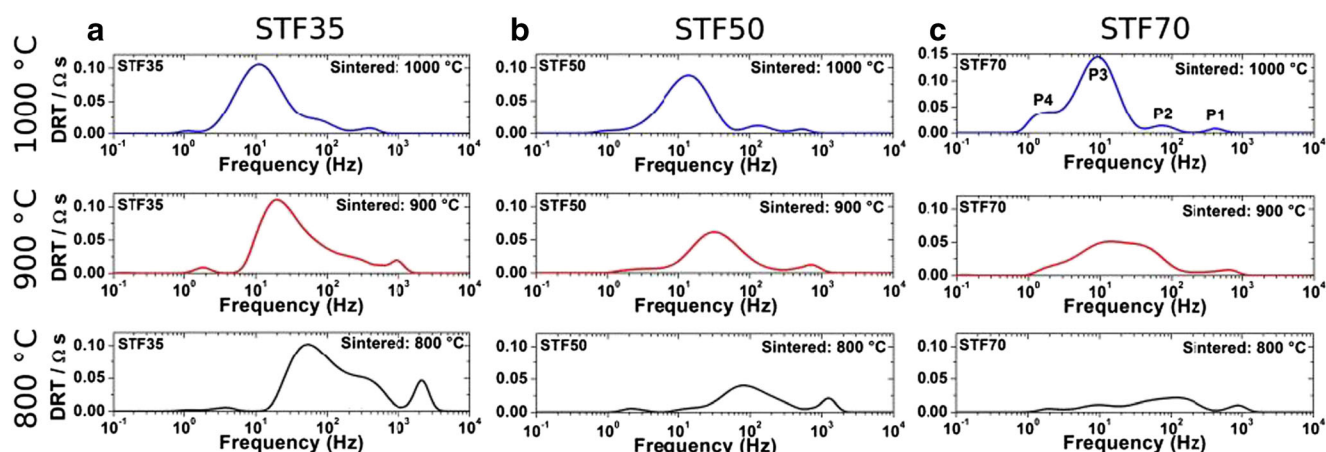 a STF35 b STF50 c STF70
1000 °C
DRT / Ω s
0.10
0.05
0.00
STF35 Sintered: 1000 °C
10-1 100 101 102 103 104
Frequency (Hz)
0.10
0.05
0.00
STF50 Sintered: 1000 °C
10-1 100 101 102 103 104
Frequency (Hz)
0.15
0.10
0.05
0.00
STF70 Sintered: 1000 °C
P4 P3 P2 P1
10-1 100 101 102 103 104
Frequency (Hz)
900 °C
DRT / Ω s
0.10
0.05
0.00
STF35 Sintered: 900 °C
10-1 100 101 102 103 104
Frequency (Hz)
0.10
0.05
0.00
STF50 Sintered: 900 °C
10-1 100 101 102 103 104
Frequency (Hz)
0.10
0.05
0.00
STF70 Sintered: 900 °C
10-1 100 101 102 103 104
Frequency (Hz)
800 °C
DRT / Ω s
0.10
0.05
0.00
STF35 Sintered: 800 °C
10-1 100 101 102 103 104
Frequency (Hz)
0.10
0.05
0.00
STF50 Sintered: 800 °C
10-1 100 101 102 103 104
Frequency (Hz)
0.10
0.05
0.00
STF70 Sintered: 800 °C
10-1 100 101 102 103 104
Frequency (Hz)